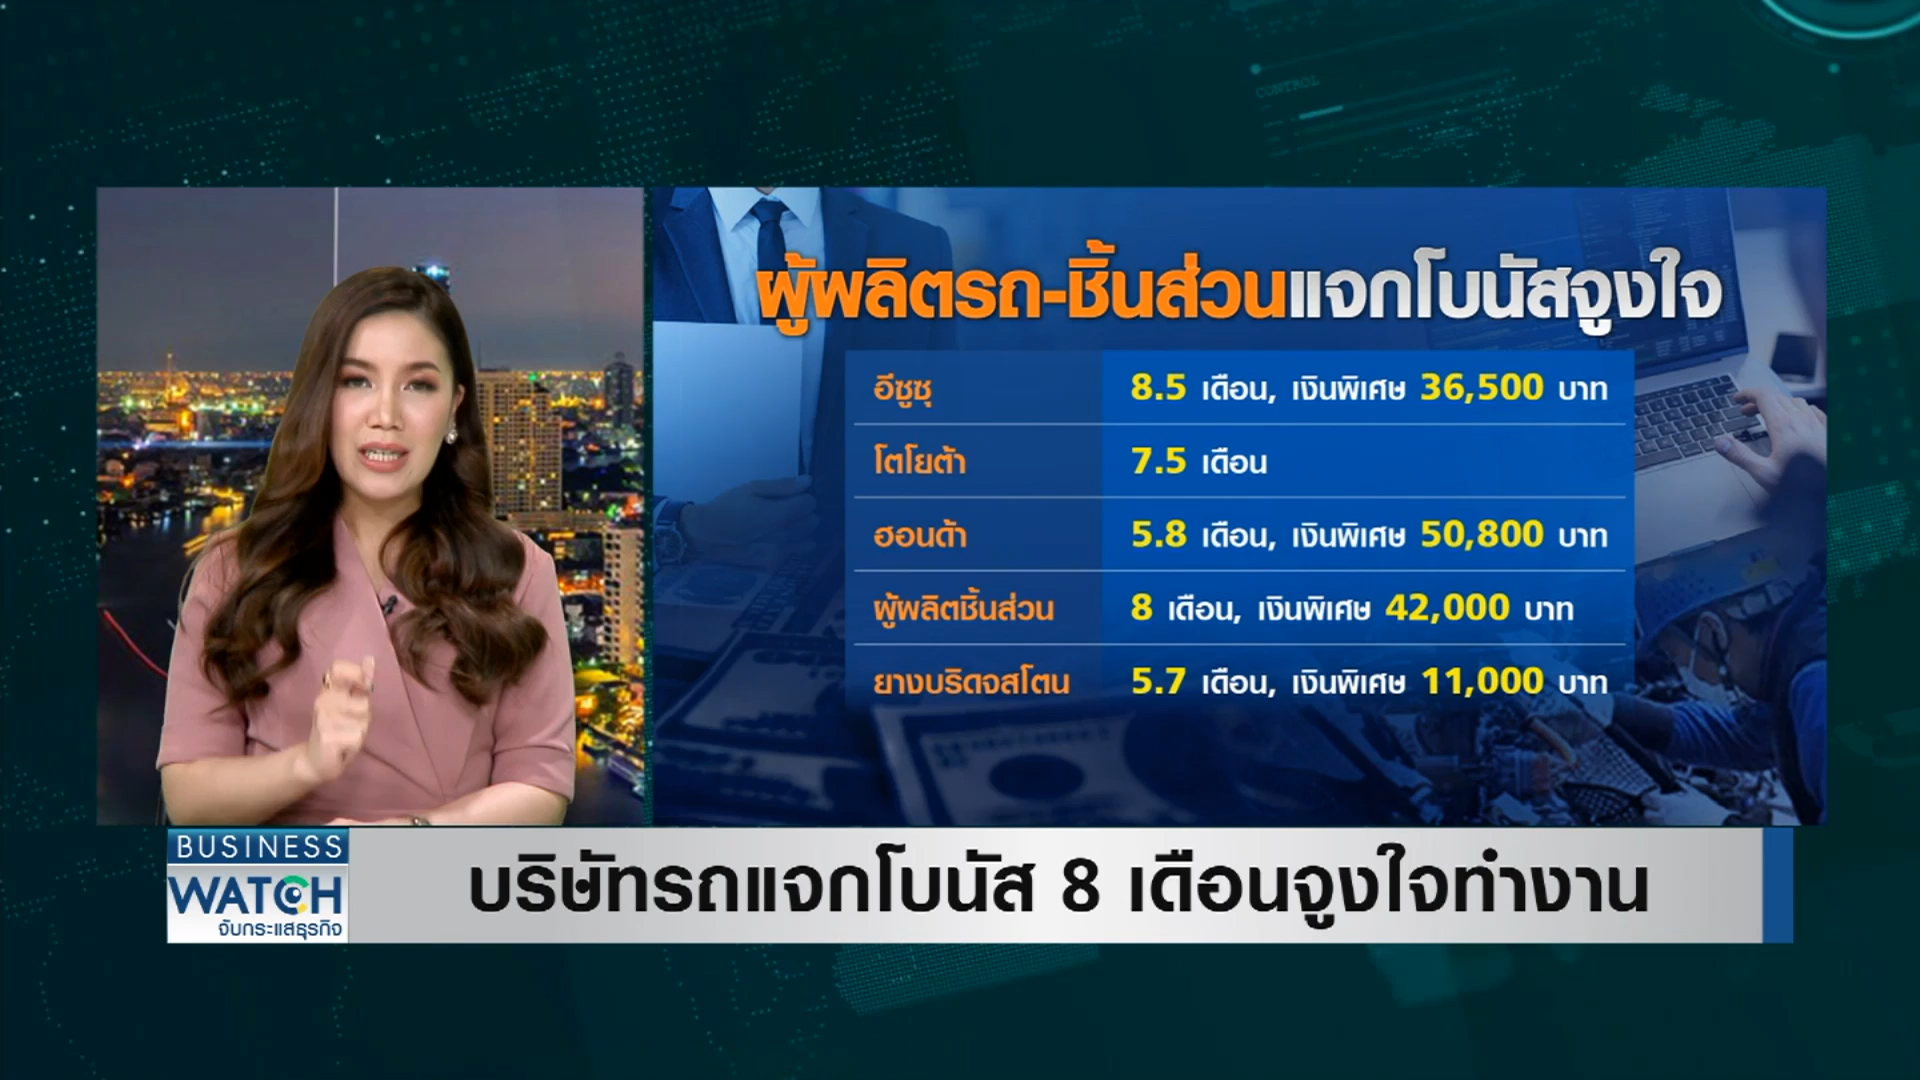 CONTROL
ผู้ผลิตรถ-ชิ้นส่วนแจกโบนัสจูงใจ
อีซูซุ 8.5 เดือน, เงินพิเศษ 36,500 บาท
โตโยต้า 7.5 เดือน
ฮอนด้า 5.8 เดือน, เงินพิเศษ 50,800 บาท
ผู้ผลิตชิ้นส่วน 8 เดือน, เงินพิเศษ 42,000 บาท
ยางบริดจสโตน 5.7 เดือน, เงินพิเศษ 11,000 บาท
BUSINESS
WATCH
จับกระแสธุรกิจ
บริษัทรถแจกโบนัส 8 เดือนจูงใจทำงาน